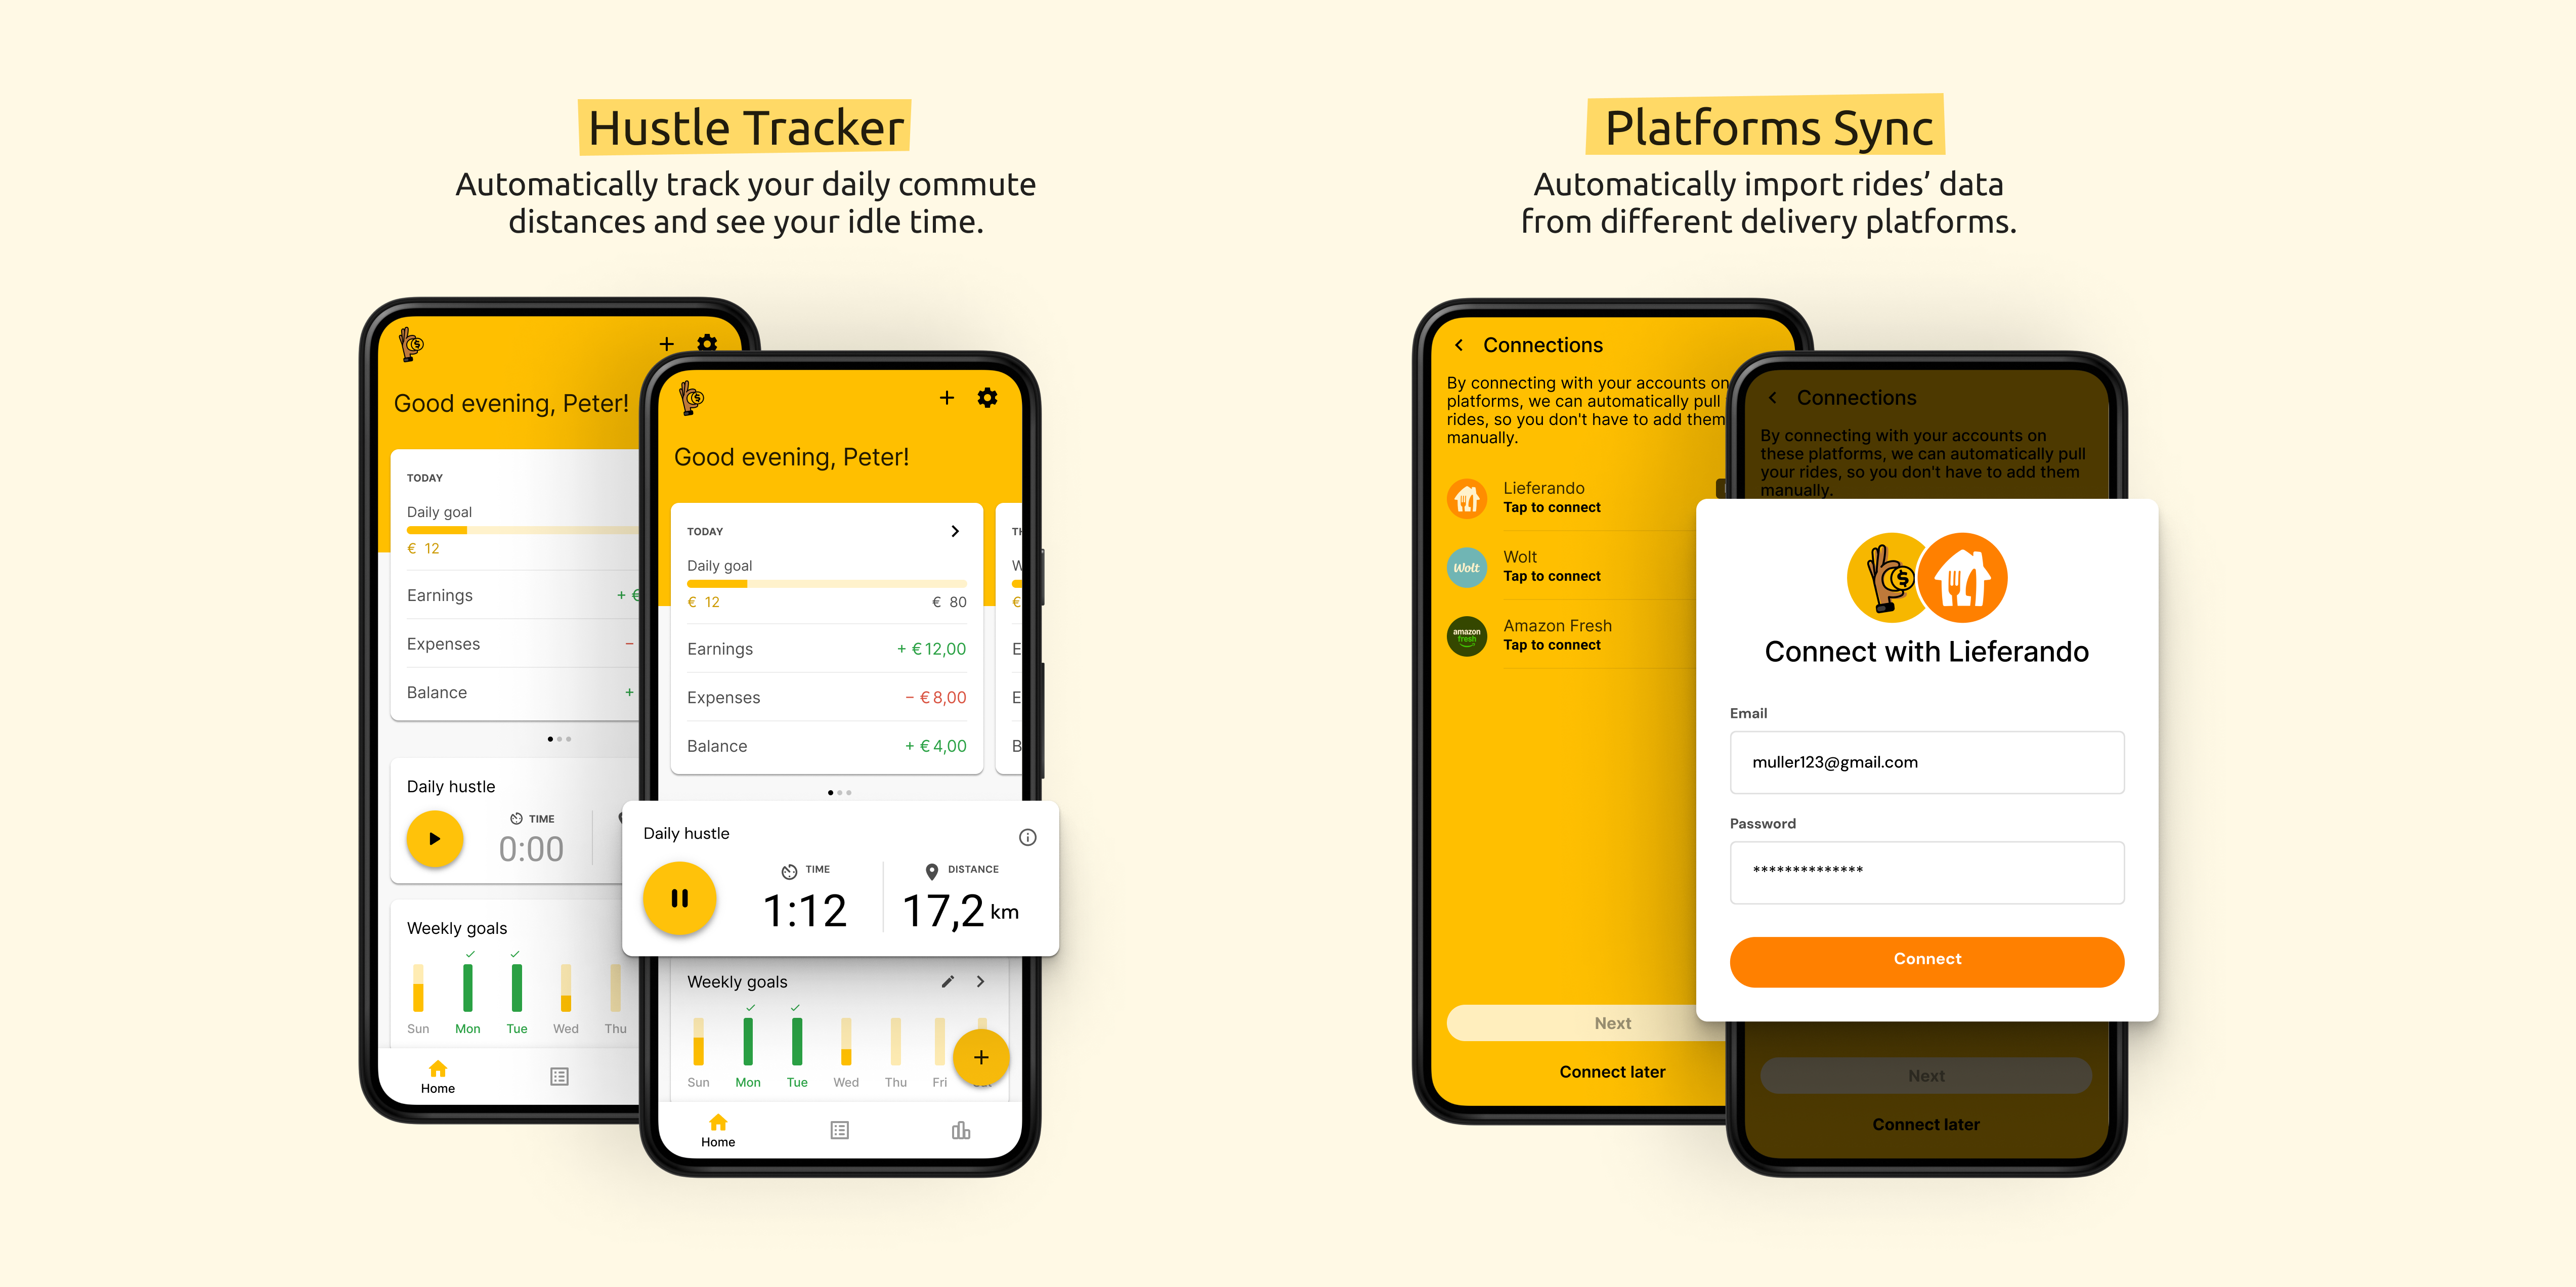 Hustle Tracker
Automatically track your daily commute
distances and see your idle time.
Good evening, Peter!
TODAY
Daily goal
€ 12
Earnings
+ €
Expenses
−
Balance
+
Daily hustle
TIME
0:00
Weekly goals
Sun Mon Tue Wed Thu
Home
Good evening, Peter!
TODAY
Daily goal
€ 12 € 80
Earnings + €12,00
Expenses − €8,00
Balance + €4,00
TH
W
€
E
E
B
Daily hustle
TIME DISTANCE
1:12 17,2 km
Weekly goals
Sun Mon Tue Wed Thu Fri
Home
Platforms Sync
Automatically import rides’ data
from different delivery platforms.
Connections
By connecting with your accounts on
platforms, we can automatically pull
rides, so you don't have to add them
manually.
Lieferando
Tap to connect
Wolt
Wolt
Tap to connect
amazon
fresh
Amazon Fresh
Tap to connect
Next
Connect later
Connections
By connecting with your accounts on
these platforms, we can automatically pull
your rides, so you don't have to add them
manually.
Connect with Lieferando
Email
muller123@gmail.com
Password
**************
Connect
Next
Connect later